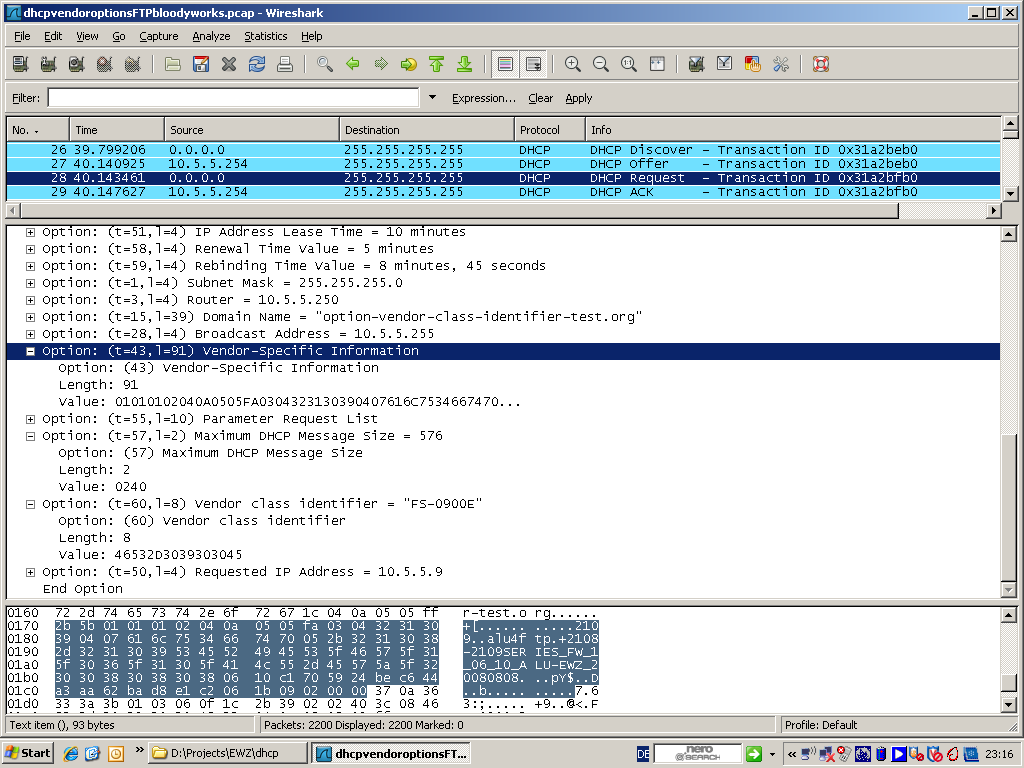 dhcpvendoroptionsFTPbloodyworks.pcap - Wireshark
File Edit View Go Capture Analyze Statistics Help
Filter: Expression... Clear Apply
No. Time Source Destination Protocol Info
26 39.799206 0.0.0.0 255.255.255.255 DHCP DHCP Discover - Transaction ID 0x31a2beb0
27 40.140925 10.5.5.254 255.255.255.255 DHCP DHCP Offer - Transaction ID 0x31a2beb0
28 40.143461 0.0.0.0 255.255.255.255 DHCP DHCP Request - Transaction ID 0x31a2bfb0
29 40.147627 10.5.5.254 255.255.255.255 DHCP DHCP ACK - Transaction ID 0x31a2bfb0
Option: (t=51,l=4) IP Address Lease Time = 10 minutes
Option: (t=58,l=4) Renewal Time Value = 5 minutes
Option: (t=59,l=4) Rebinding Time Value = 8 minutes, 45 seconds
Option: (t=1,l=4) Subnet Mask = 255.255.255.0
Option: (t=3,l=4) Router = 10.5.5.250
Option: (t=15,l=39) Domain Name = "option-vendor-class-identifier-test.org"
Option: (t=28,l=4) Broadcast Address = 10.5.5.255
Option: (t=43,l=91) Vendor-Specific Information
Option: (43) Vendor-Specific Information
Length: 91
Value: 01010102040A0505FA0304323130390407616C7534667470...
Option: (t=55,l=10) Parameter Request List
Option: (t=57,l=2) Maximum DHCP Message Size = 576
Option: (57) Maximum DHCP Message Size
Length: 2
Value: 0240
Option: (t=60,l=8) Vendor class identifier = "FS-0900E"
Option: (60) Vendor class identifier
Length: 8
Value: 46532D3039303045
Option: (t=50,l=4) Requested IP Address = 10.5.5.9
End Option
0160 72 2d 74 65 73 74 2e 6f 72 67 1c 04 0a 05 05 ff r-test.o rg......
0170 2b 5b 01 01 01 02 04 0a 05 05 fa 03 04 32 31 30 +[...... .....210
0180 39 04 07 61 6c 75 34 66 74 70 05 2b 32 31 30 38 9..alu4f tp.+2108
0190 2d 32 31 30 39 53 45 52 49 45 53 5f 46 57 5f 31 -2109SER IES_FW_1
01a0 5f 30 36 5f 31 30 5f 41 4c 55 2d 45 57 5a 5f 32 _06_10_A LU-EWZ_2
01b0 30 30 38 30 38 30 38 06 10 c1 70 59 24 be c6 44 0080808. ..pY$..D
01c0 a3 aa 62 ba d8 e1 c2 06 1b 09 02 00 00 37 0a 36 ..b..... .....7.6
01d0 33 3a 3b 01 03 06 0f 1c 2b 39 02 02 40 3c 08 46 3:;..... +9..@<.F
Text item (), 93 bytes Packets: 2200 Displayed: 2200 Marked: 0 Profile: Default
Start » D:\Projects\EWZ\dhcp dhcpvendoroptionsFT... DE nero SEARCH « 23:16